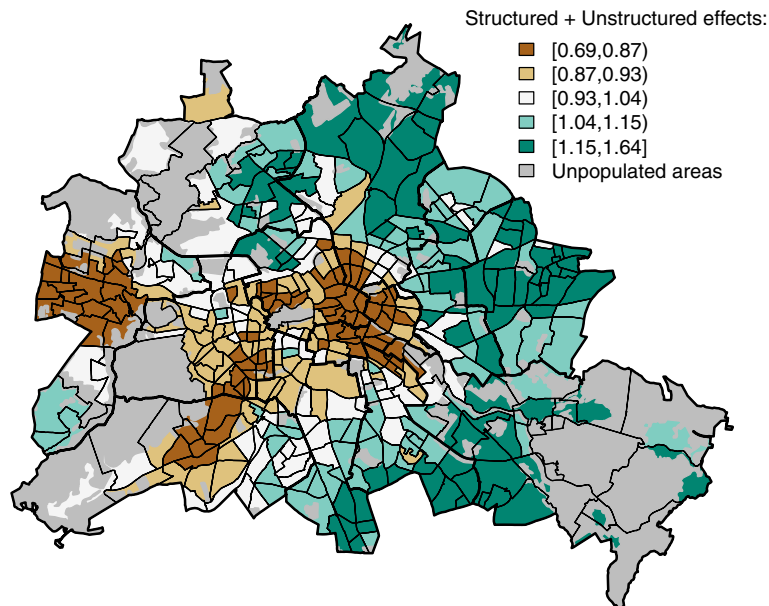 Structured + Unstructured effects:
[0.69,0.87)
[0.87,0.93)
[0.93,1.04)
[1.04,1.15)
[1.15,1.64]
Unpopulated areas